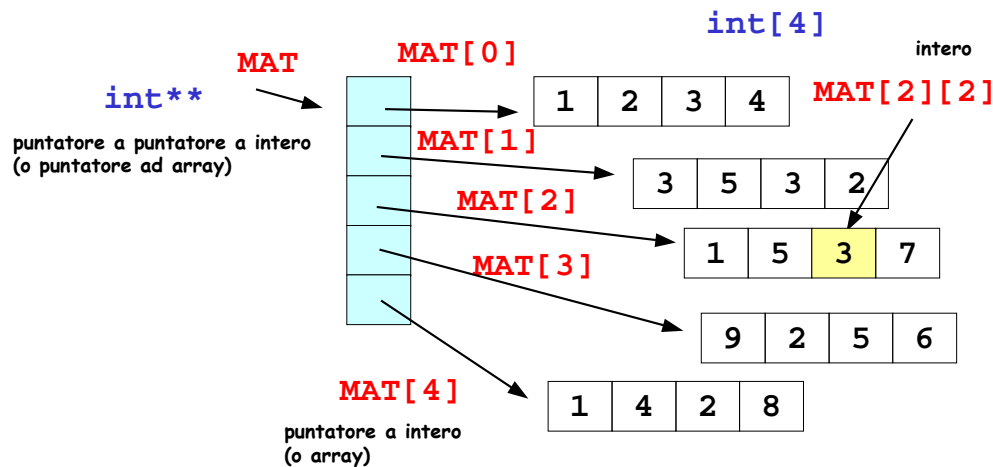 int[4]
MAT
MAT[0]
intero
int**
1 2 3 4
MAT[2][2]
puntatore a puntatore a intero
(o puntatore ad array)
MAT[1]
3 5 3 2
MAT[2]
1 5 3 7
MAT[3]
9 2 5 6
MAT[4]
1 4 2 8
puntatore a intero
(o array)